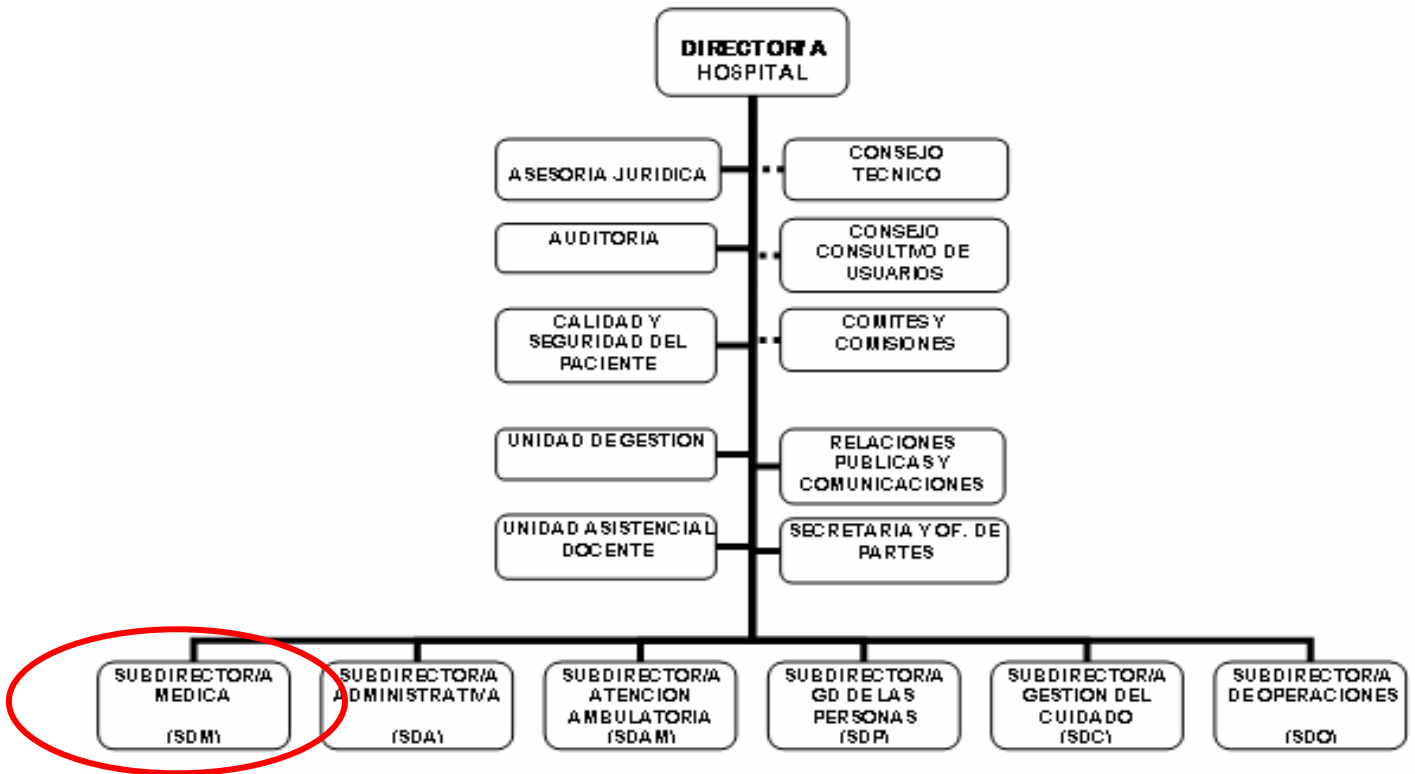 DIRECTOR/A
HOSPITAL
ASESORIA JURIDICA
CONSEJO
TECNICO
AUDITORIA
CONSEJO
CONSULTIVO DE
USUARIOS
CALIDAD Y
SEGURIDAD DEL
PACIENTE
COMITES Y
COMISIONES
UNIDAD DE GESTION
RELACIONES
PUBLICAS Y
COMUNICACIONES
UNIDAD ASISTENCIAL
DOCENTE
SECRETARIA Y OF. DE
PARTES
SUBDIRECTOR/A
MEDICA
(SDM)
SUBDIRECTOR/A
ADMINISTRATIVA
(SDA)
SUBDIRECTOR/A
ATENCION
AMBULATORIA
(SDAM)
SUBDIRECTOR/A
GD DE LAS
PERSONAS
(SDP)
SUBDIRECTOR/A
GESTION DEL
CUIDADO
(SDC)
SUBDIRECTOR/A
DE OPERACIONES
(SDO)